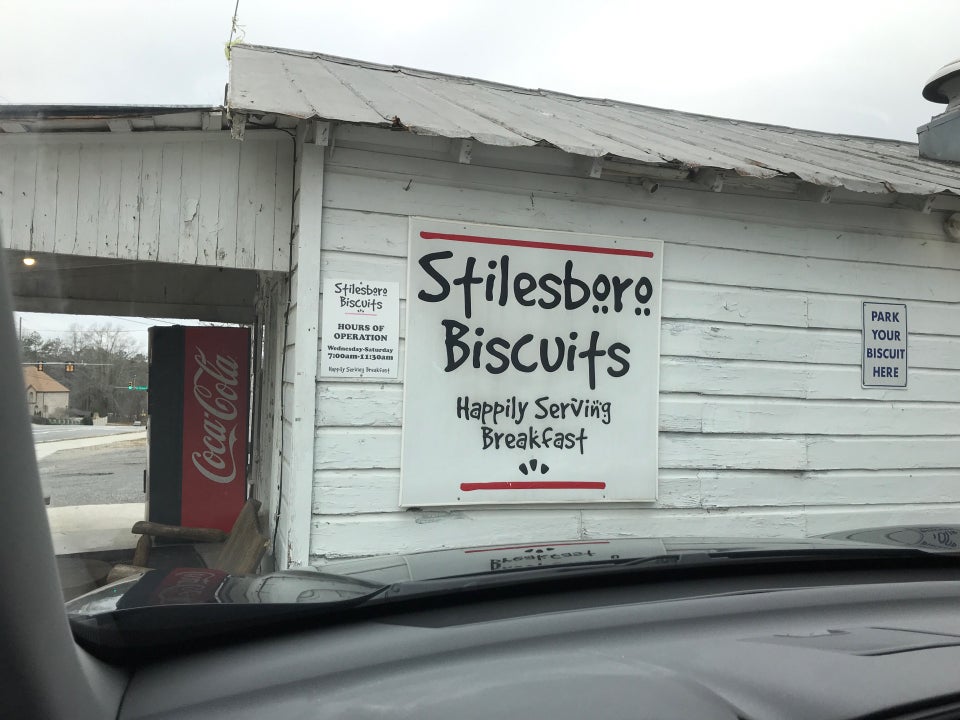 Stilesboro
Biscuits
HOURS OF
OPERATION
Wednesday-Saturday
7:00am-11:30am
Happily Serving Breakfast
Stilesboro
Biscuits
Happily Serving
Breakfast
PARK
YOUR
BISCUIT
HERE
Coca-Cola